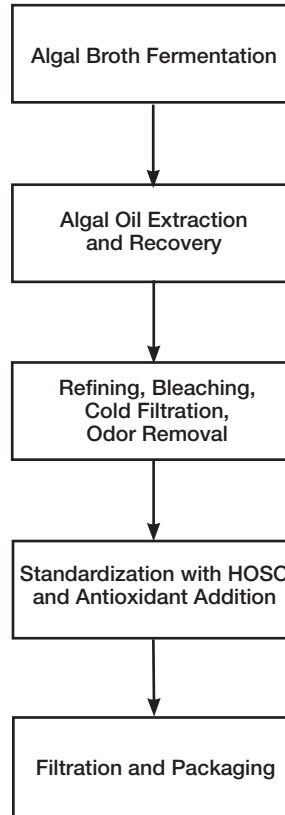 Algal Broth Fermentation
Algal Oil Extraction
and Recovery
Refining, Bleaching,
Cold Filtration,
Odor Removal
Standardization with HOSO
and Antioxidant Addition
Filtration and Packaging